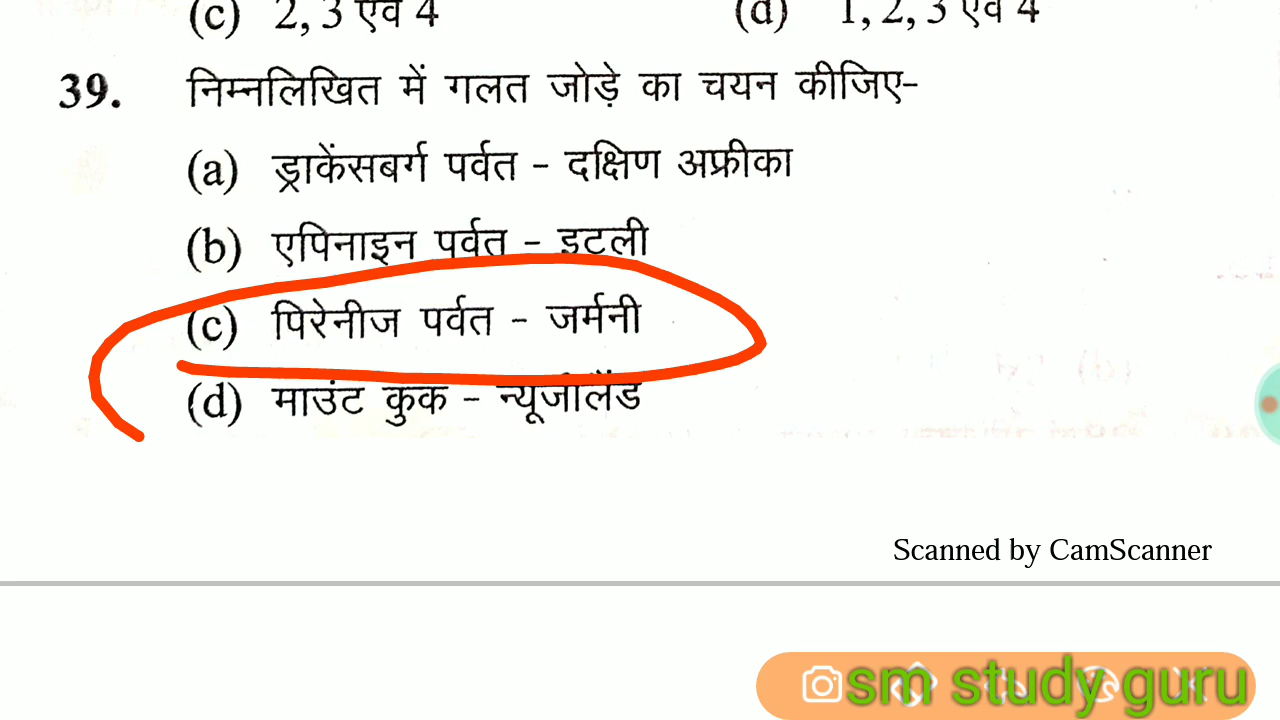 (c) 2, 3 एवं 4 (d) 1, 2, 3 एवं 4
39. निम्नलिखित में गलत जोड़े का चयन कीजिए-
(a) ड्राकेंसबर्ग पर्वत - दक्षिण अफ्रीका
(b) एपिनाइन पर्वत - इटली
(c) पिरेनीज पर्वत - जर्मनी
(d) माउंट कुक - न्यूजीलैंड
Scanned by CamScanner
sm study guru